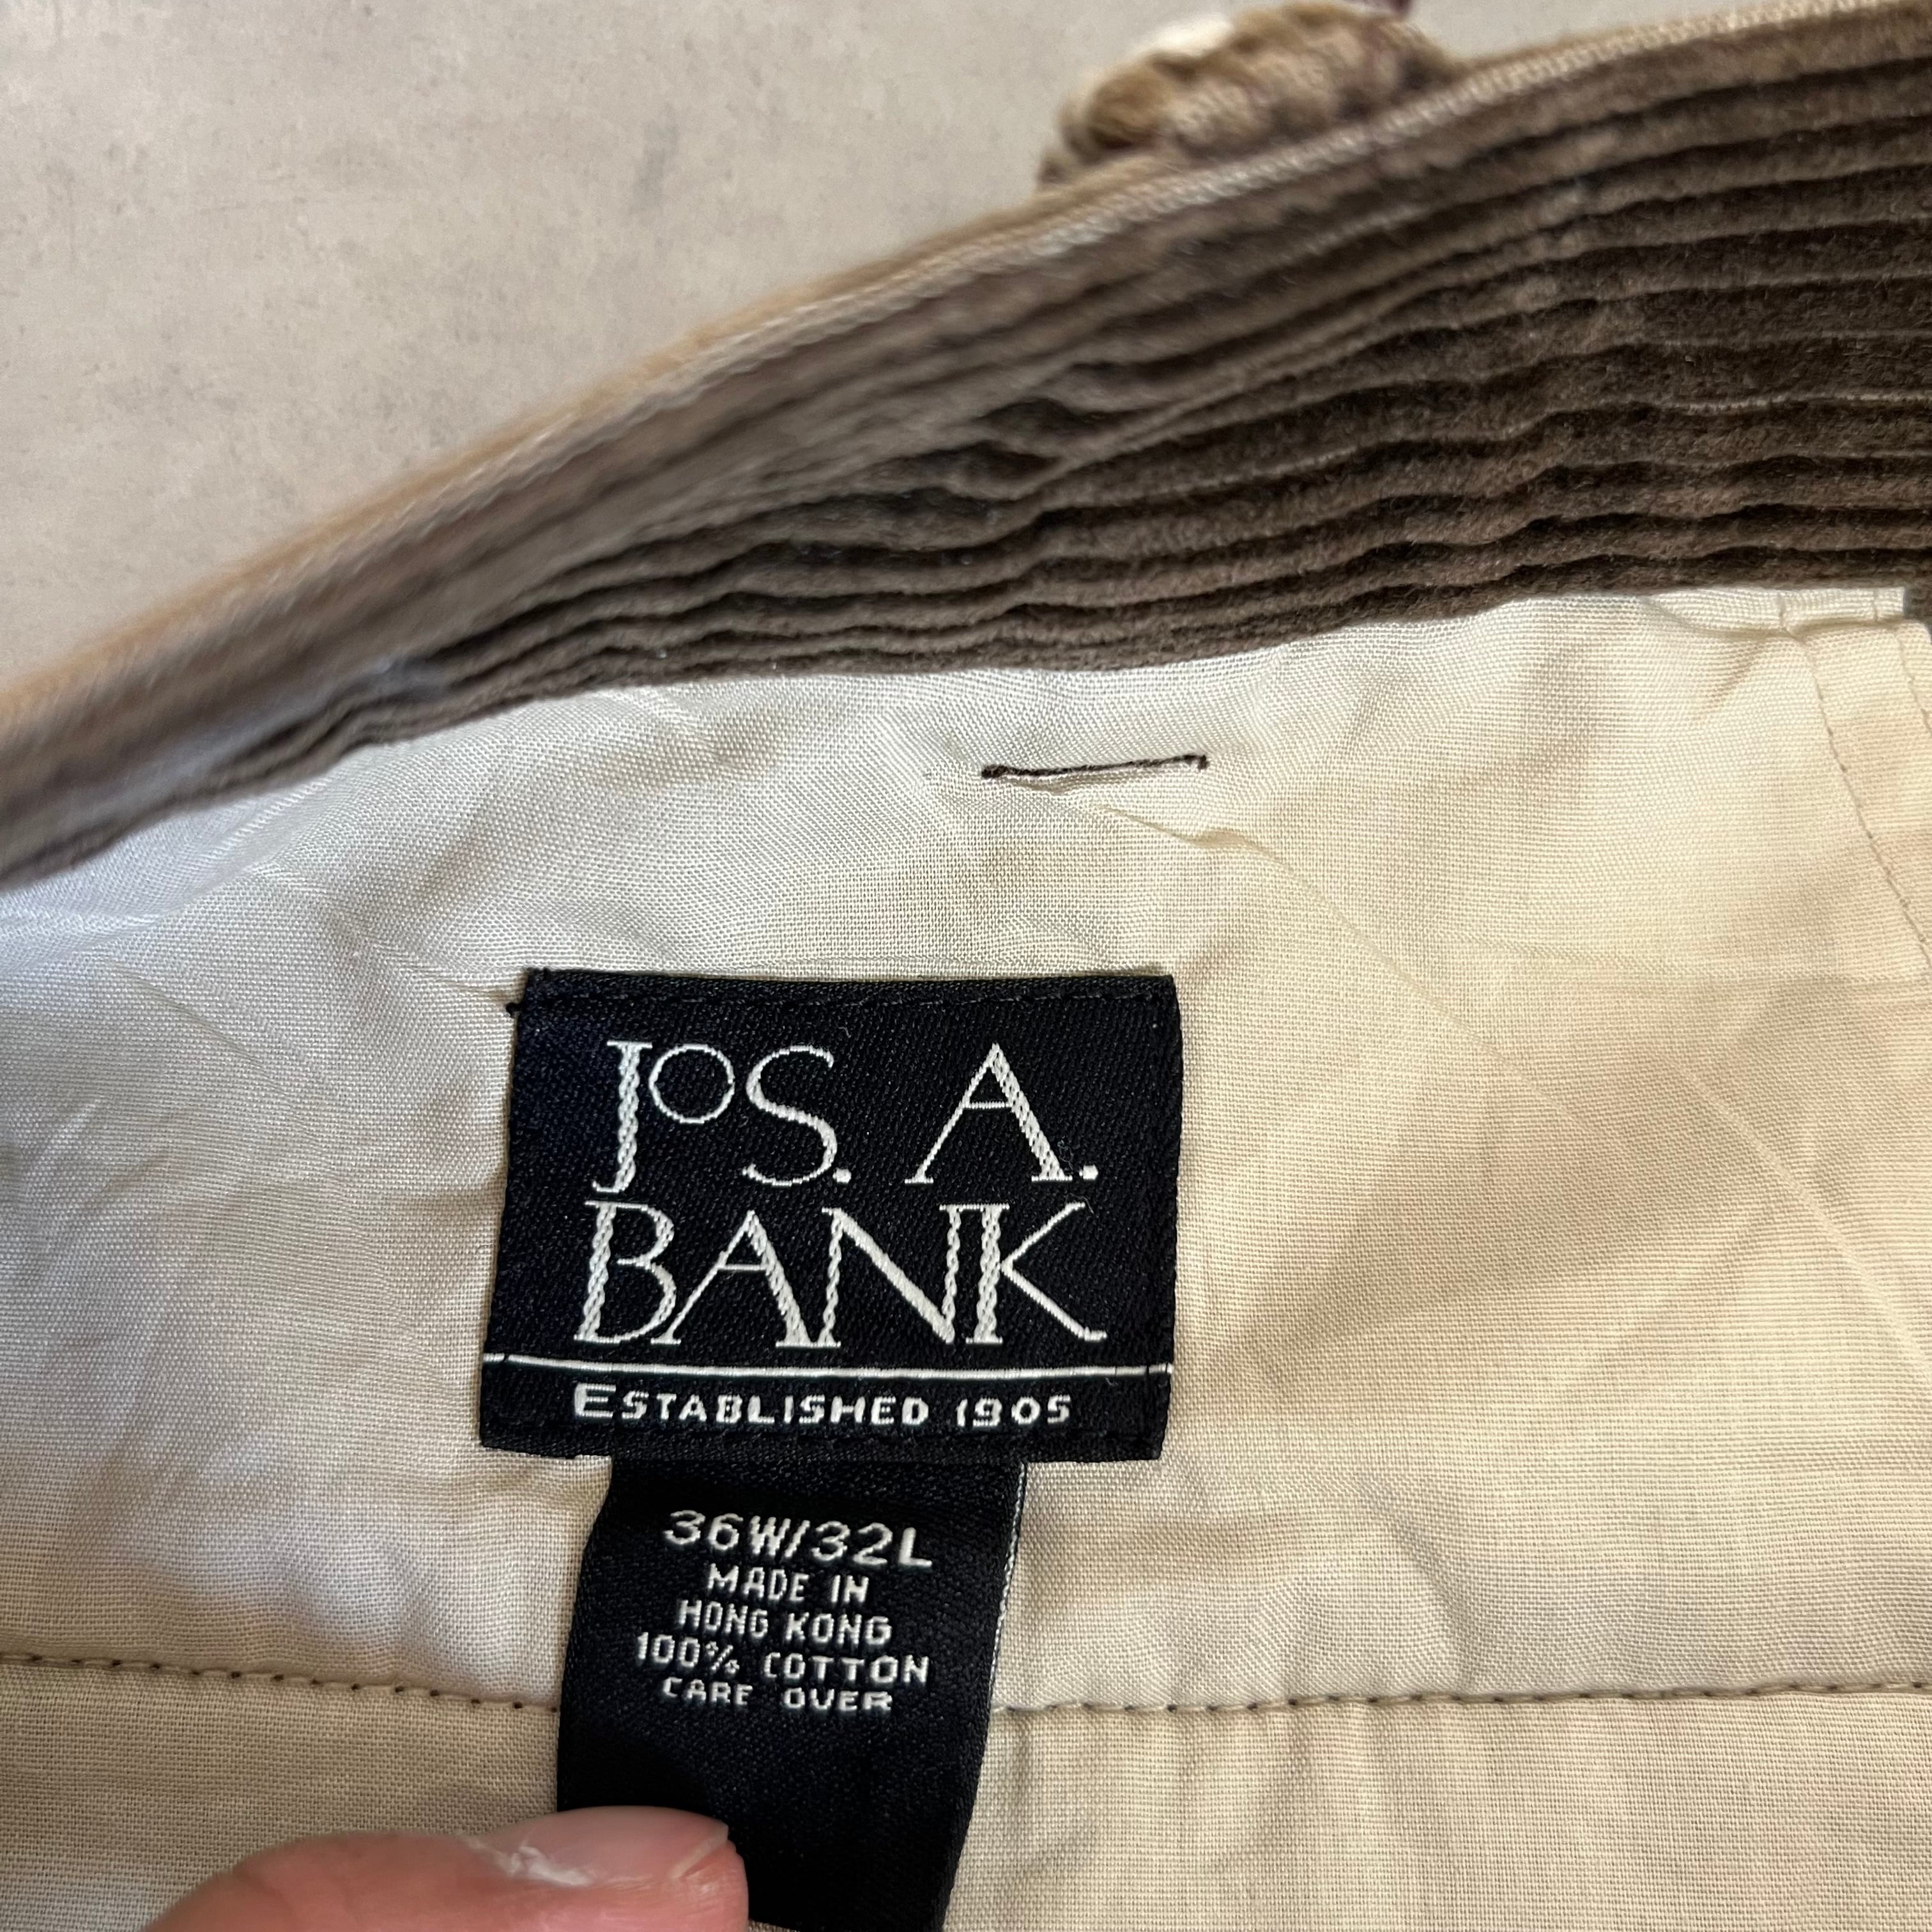 JOS. A.
BANK
ESTABLISHED 1905
36W/32L
MADE IN
HONG KONG
100% COTTON
CARE OVER